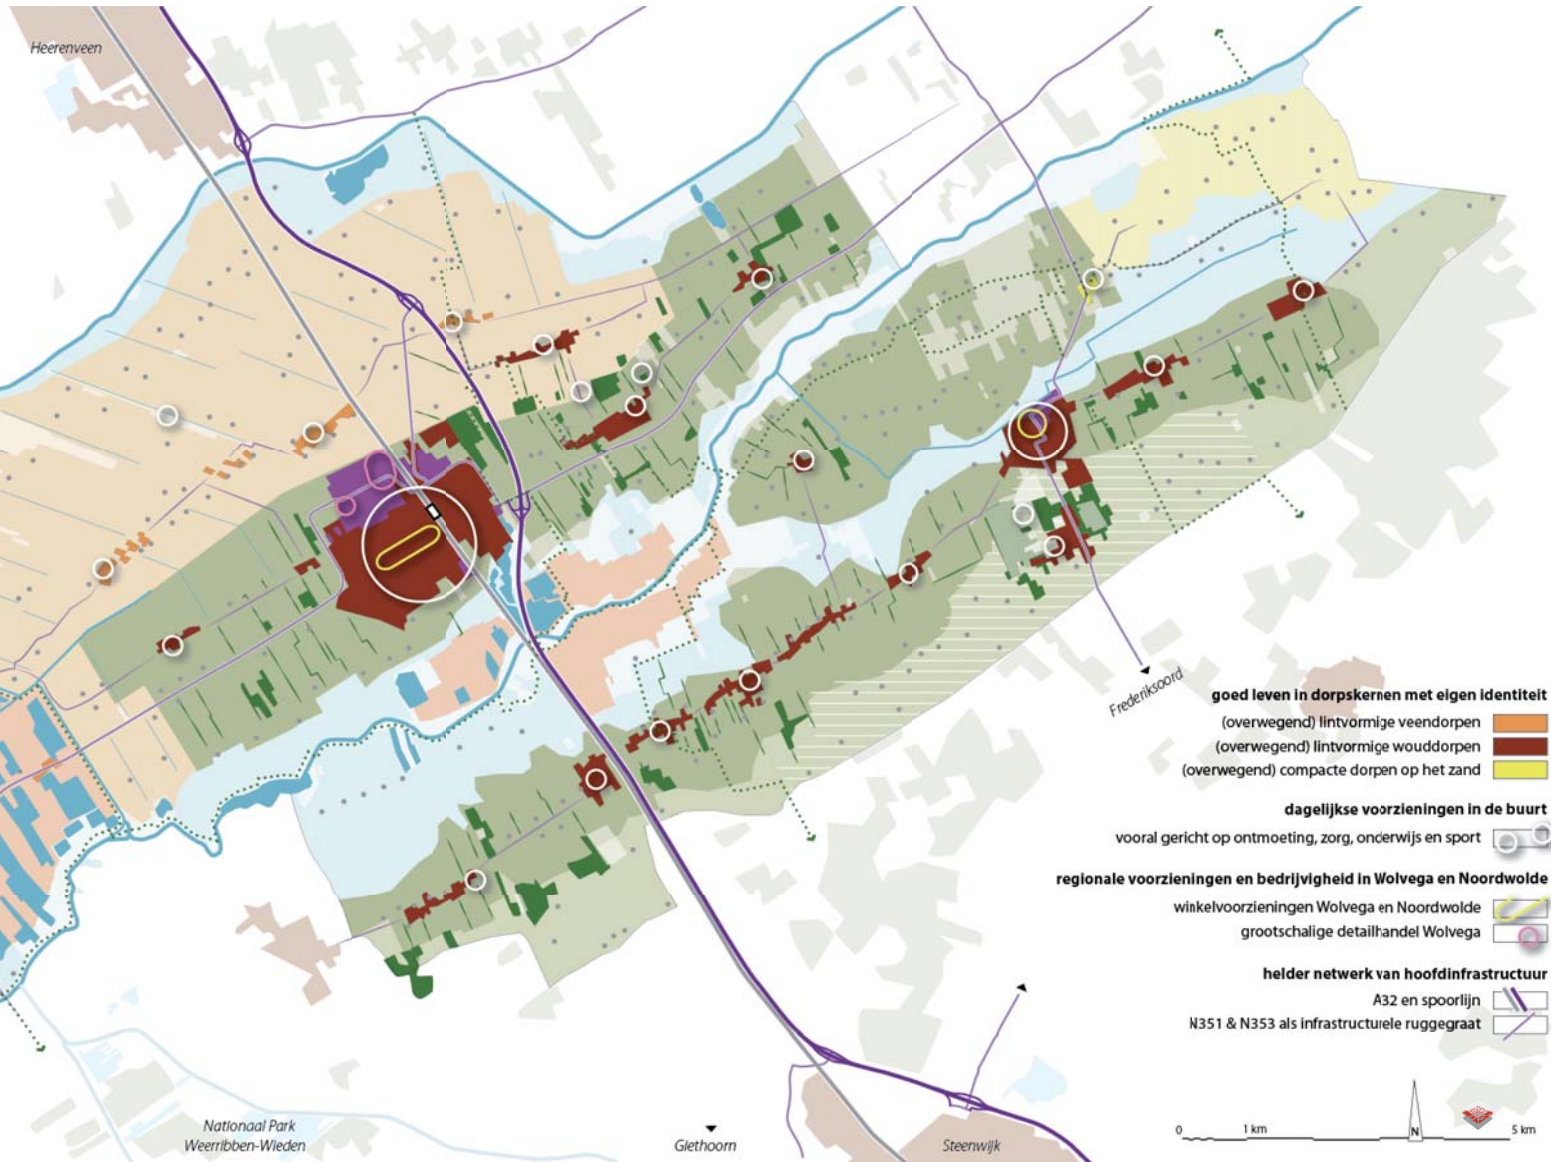 Heerenveen
Frederiksoord
goed leven in dorpskernen met eigen identiteit
(overwegend) lintvormige veendorpen
(overwegend) lintvormige wouddorpen
(overwegend) compacte dorpen op het zand
dagelijkse voorzieningen in de buurt
vooral gericht op ontmoeting, zorg, onderwijs en sport
regionale voorzieningen en bedrijvigheid in Wolvega en Noordwolde
winkelvoorzieningen Wolvega en Noordwolde
grootschalige detailhandel Wolvega
helder netwerk van hoofdinfrastructuur
A32 en spoorlijn
N351 & N353 als infrastructurele ruggegraat
0 1 km N 5 km
Nationaal Park
Weerribben-Wieden
Giethoorn
Steenwijk